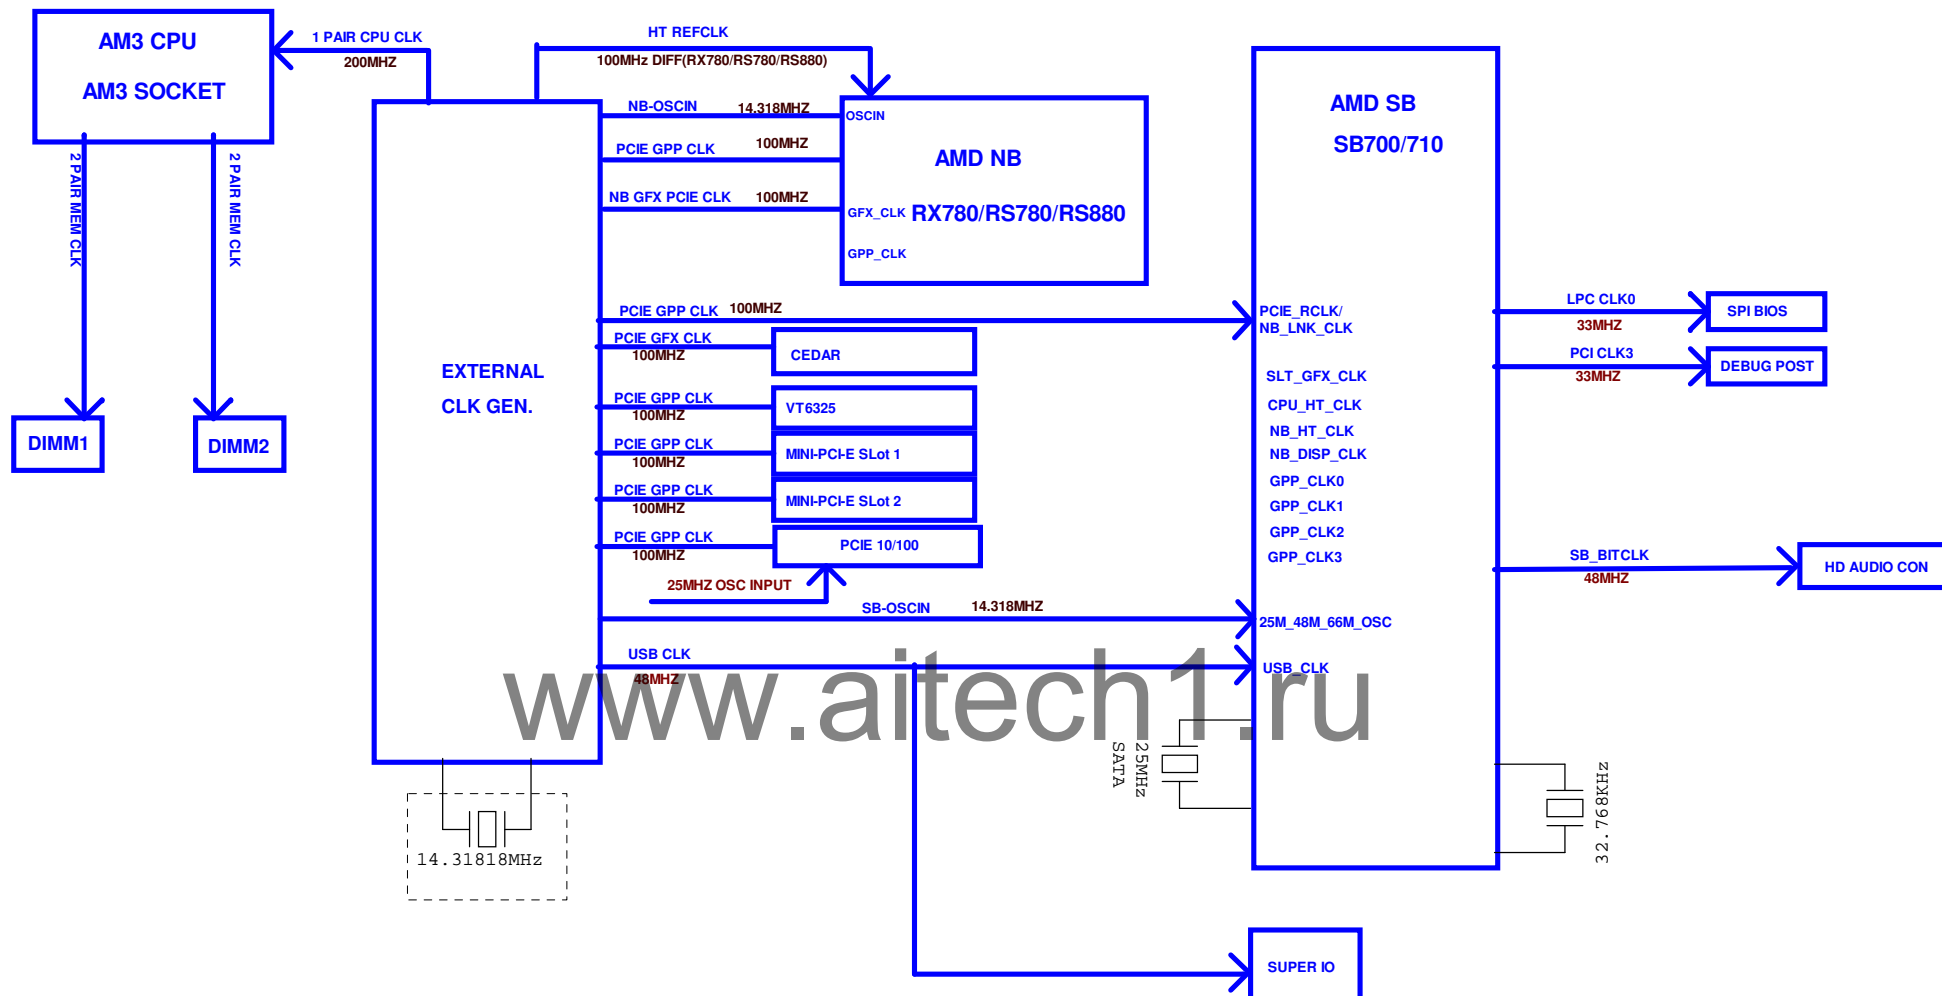 AM3 CPU
AM3 SOCKET
1 PAIR CPU CLK
200MHZ
HT REFCLK
100MHz DIFF(RX780/RS780/RS880)
2 PAIR MEM CLK
2 PAIR MEM CLK
DIMM1
DIMM2
EXTERNAL
CLK GEN.
14.31818MHz
NB-OSCIN
14.318MHZ
PCIE GPP CLK
100MHZ
NB GFX PCIE CLK
100MHZ
OSCIN
AMD NB
GFX_CLK
RX780/RS780/RS880
GPP_CLK
PCIE GPP CLK
100MHZ
PCIE GFX CLK
100MHZ
CEDAR
PCIE GPP CLK
100MHZ
VT6325
PCIE GPP CLK
100MHZ
MINI-PCI-E SLot 1
PCIE GPP CLK
100MHZ
MINI-PCI-E SLot 2
PCIE GPP CLK
100MHZ
PCIE 10/100
25MHZ OSC INPUT
SB-OSCIN
14.318MHZ
USB CLK
48MHZ
AMD SB
SB700/710
PCIE_RCLK/
NB_LNK_CLK
SLT_GFX_CLK
CPU_HT_CLK
NB_HT_CLK
NB_DISP_CLK
GPP_CLK0
GPP_CLK1
GPP_CLK2
GPP_CLK3
25M_48M_66M_OSC
USB_CLK
LPC CLK0
33MHZ
SPI BIOS
PCI CLK3
33MHZ
DEBUG POST
SB_BITCLK
48MHZ
HD AUDIO CON
25MHz
SATA
32.768KHz
SUPER IO
www.aitech1.ru